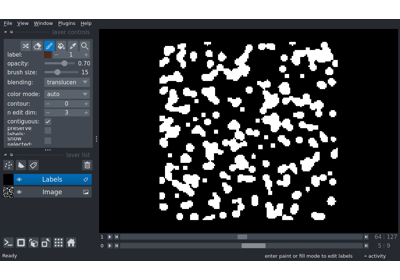 File View Window Plugins Help
layer controls
label: 1
opacity: 0.70
brush size: 15
blending: translucen
color mode: auto
contour: 0
n edit dim: 3
contiguous:
preserve labels:
show selected:
layer list
Labels
Image
1 64 127
0 5 9
Ready enter paint or fill mode to edit labels activity